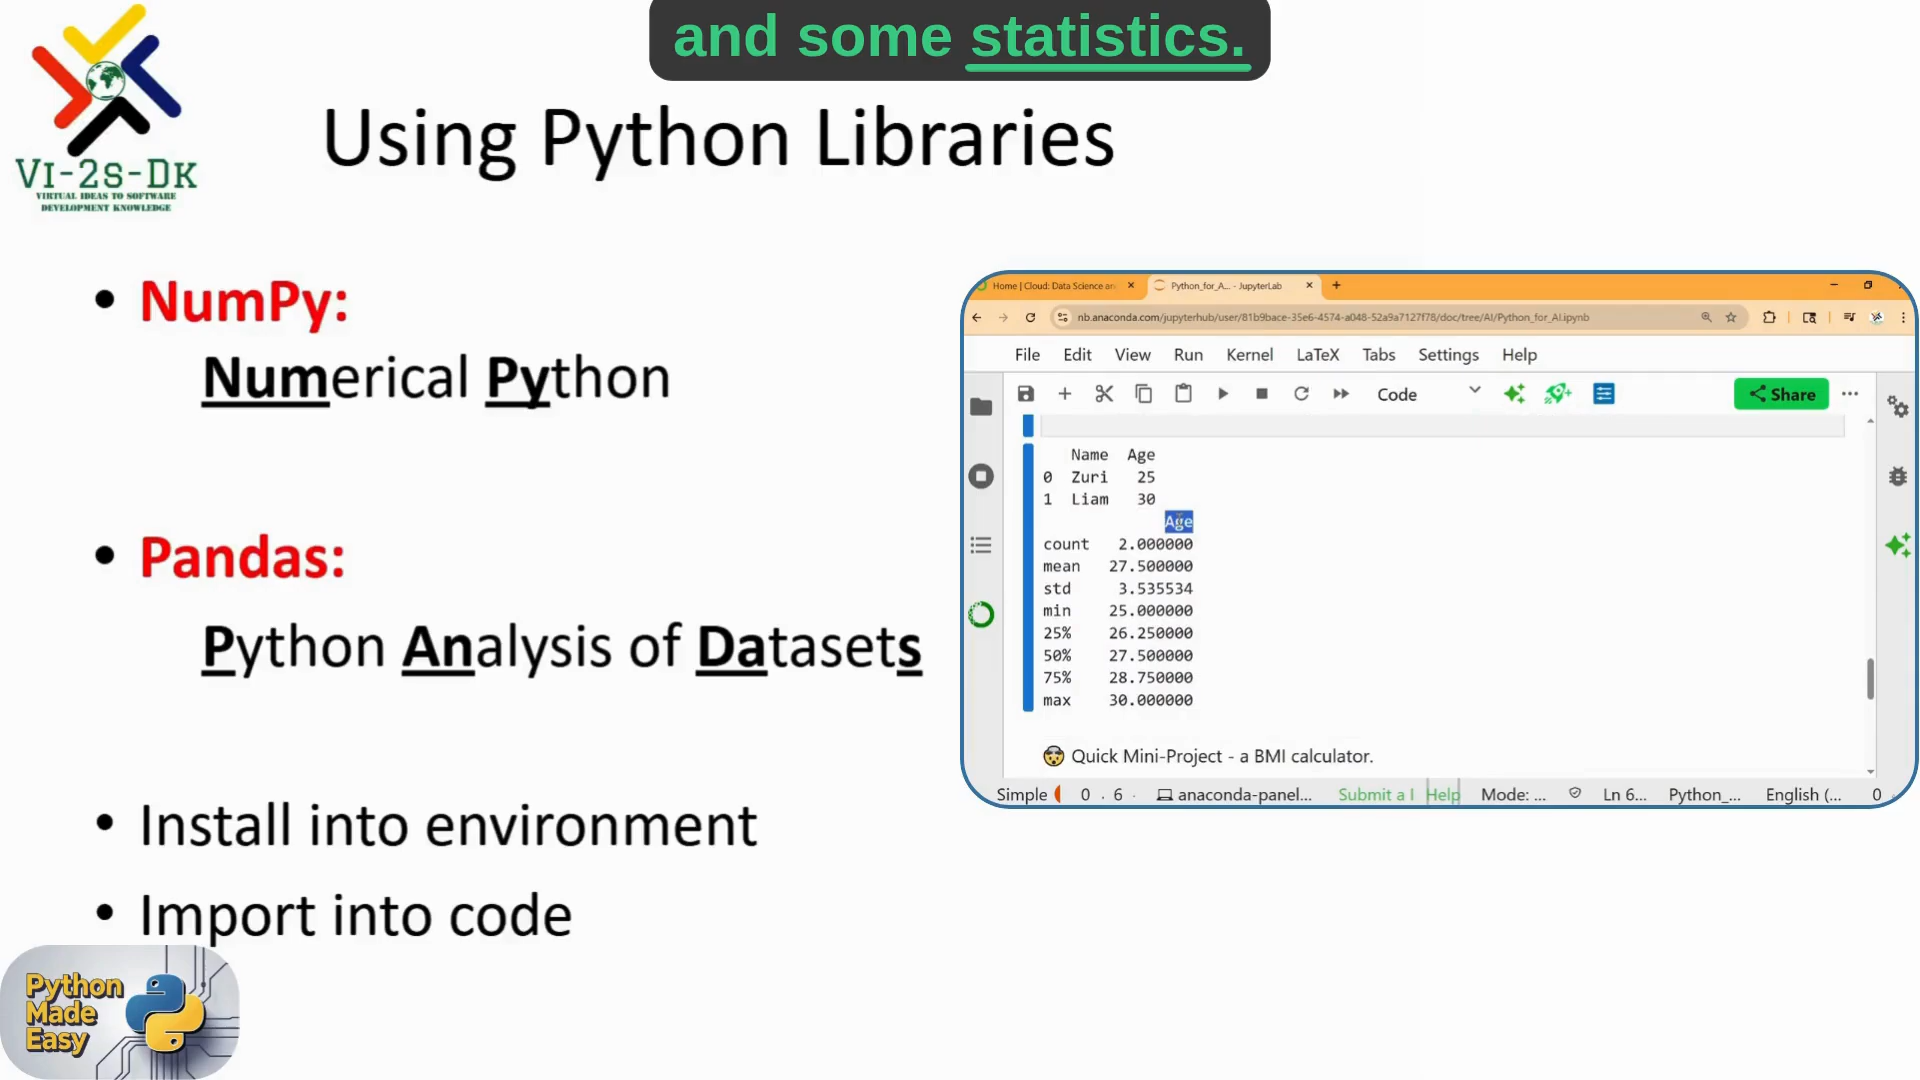 and some statistics.
VI-2s-DK
VIRTUAL IDEAS TO SOFTWARE
DEVELOPMENT KNOWLEDGE
Using Python Libraries
• NumPy:
Numerical Python
• Pandas:
Python Analysis of Datasets
• Install into environment
• Import into code
Python
Made
Easy
Home | Cloud: Data Science an
Python_for_A... - JupyterLab
nb.anaconda.com/jupyterhub/user/81b9bace-35e6-4574-a048-52a9a7127f78/doc/tree/AI/Python_for_AI.ipynb
File Edit View Run Kernel LaTeX Tabs Settings Help
Code
Share
Name Age
0 Zuri 25
1 Liam 30
Age
count 2.000000
mean 27.500000
std 3.535534
min 25.000000
25% 26.250000
50% 27.500000
75% 28.750000
max 30.000000
🤯 Quick Mini-Project - a BMI calculator.
Simple 0 . 6 anaconda-panel... Submit a I Help Mode: ... Ln 6... Python_... English (... 0